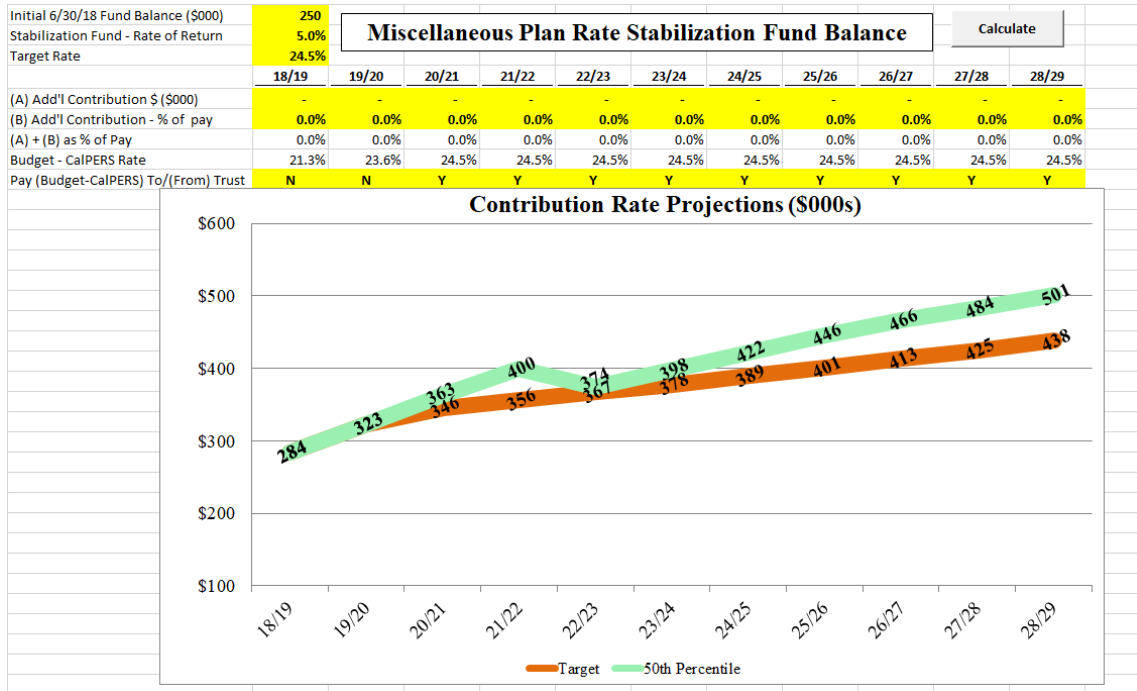 Initial 6/30/18 Fund Balance ($000) 250
Stabilization Fund - Rate of Return 5.0%
Target Rate 24.5%
Miscellaneous Plan Rate Stabilization Fund Balance
Calculate
18/19 19/20 20/21 21/22 22/23 23/24 24/25 25/26 26/27 27/28 28/29
(A) Add'l Contribution $ ($000) - - - - - - - - - - -
(B) Add'l Contribution - % of pay 0.0% 0.0% 0.0% 0.0% 0.0% 0.0% 0.0% 0.0% 0.0% 0.0% 0.0%
(A) + (B) as % of Pay 0.0% 0.0% 0.0% 0.0% 0.0% 0.0% 0.0% 0.0% 0.0% 0.0% 0.0%
Budget - CalPERS Rate 21.3% 23.6% 24.5% 24.5% 24.5% 24.5% 24.5% 24.5% 24.5% 24.5% 24.5%
Pay (Budget-CalPERS) To/(From) Trust N N Y Y Y Y Y Y Y Y Y
Contribution Rate Projections ($000s)
$600
$500
$400
$300
$200
$100
284 323 363 400 374 398 422 446 466 484 501
346 356 367 378 389 401 413 425 438
18/19 19/20 20/21 21/22 22/23 23/24 24/25 25/26 26/27 27/28 28/29
Target 50th Percentile